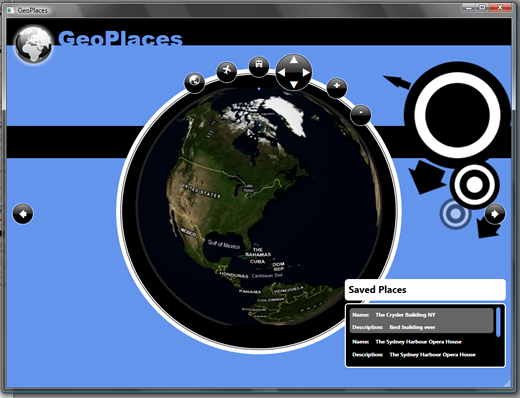 GeoPlaces
GeoPlaces
+
-
UNITED STATES
Gulf of Mexico
MEXICO
THE
BAHAMAS
CUBA
DOM
REP.
Caribbean Sea
HONDURAS
PANAMA
VENEZUELA
COLOMBIA
ECUADOR
Saved Places
Name: The Crysler Building NY
Description: Best building ever
Name: The Sydney Harbour Opera House
Description: The Sydney Harbour Opera House